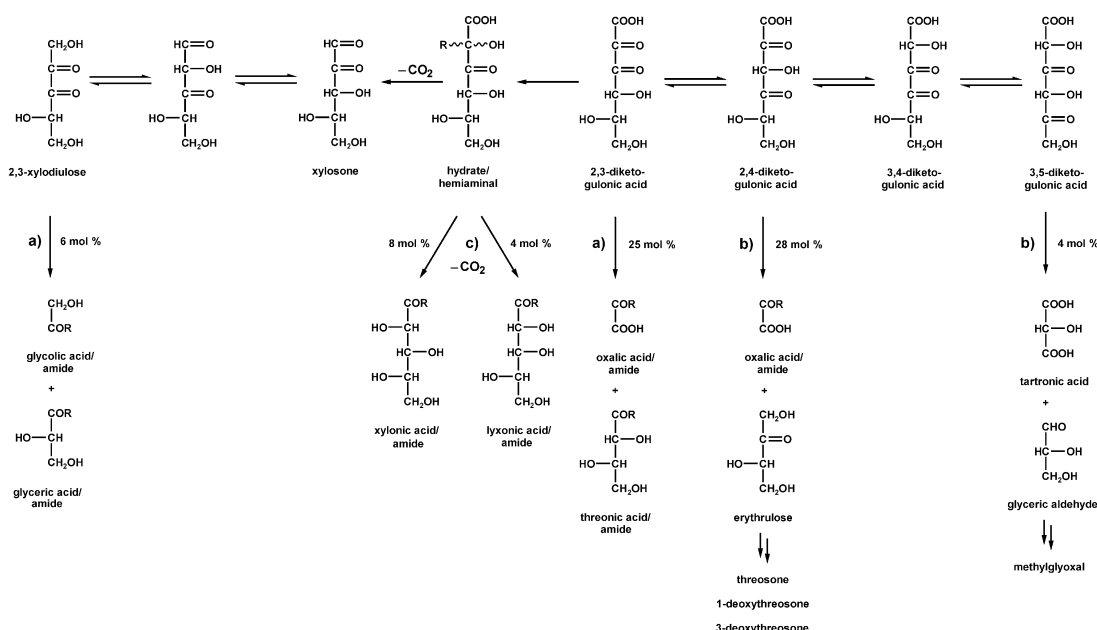 CH₂OH
C=O
C=O
HO—CH
CH₂OH
2,3-xylodiulose
HC=O
HC—OH
C=O
HO—CH
CH₂OH
HC=O
C=O
HC—OH
HO—CH
CH₂OH
xylosone
–CO₂
COOH
R C OH
C=O
HC—OH
HO—CH
CH₂OH
hydrate/
hemiaminal
COOH
C=O
C=O
HC—OH
HO—CH
CH₂OH
2,3-diketo-
gulonic acid
COOH
C=O
HC—OH
C=O
HO—CH
CH₂OH
2,4-diketo-
gulonic acid
COOH
HC—OH
C=O
C=O
HO—CH
CH₂OH
3,4-diketo-
gulonic acid
COOH
HC—OH
C=O
HC—OH
C=O
CH₂OH
3,5-diketo-
gulonic acid
a) 6 mol %
8 mol % c) 4 mol %
–CO₂
a) 25 mol %
b) 28 mol %
b) 4 mol %
CH₂OH
COR
glycolic acid/
amide
+
COR
HO—CH
CH₂OH
glyceric acid/
amide
COR
HO—CH
HC—OH
HO—CH
CH₂OH
xylonic acid/
amide
COR
HC—OH
HC—OH
HO—CH
CH₂OH
lyxonic acid/
amide
COR
COOH
oxalic acid/
amide
+
COR
HC—OH
HO—CH
CH₂OH
threonic acid/
amide
COR
COOH
oxalic acid/
amide
+
CH₂OH
C=O
HO—CH
CH₂OH
erythrulose
threosone
1-deoxythreosone
3-deoxythreosone
COOH
HC—OH
COOH
tartronic acid
+
CHO
HC—OH
CH₂OH
glyceric aldehyde
methylglyoxal